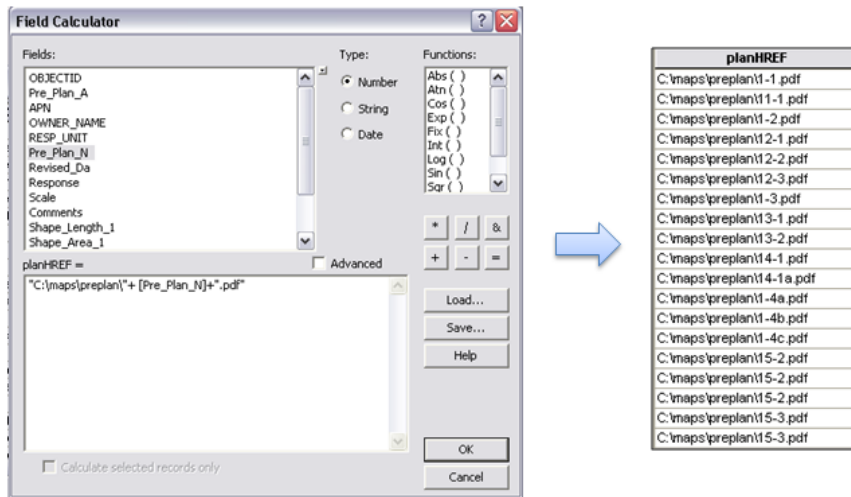 Field Calculator
Fields:
OBJECTID
Pre_Plan_A
APN
OWNER_NAME
RESP_UNIT
Pre_Plan_N
Revised_Da
Response
Scale
Comments
Shape_Length_1
Shape_Area_1
Type:
Number
String
Date
Functions:
Abs ( )
Atn ( )
Cos ( )
Exp ( )
Fix ( )
Int ( )
Log ( )
Sin ( )
Sqr ( )
* / &
+ - =
planHREF =
Advanced
"C:\maps\preplan\"+ [Pre_Plan_N]+".pdf"
Load...
Save...
Help
Calculate selected records only
OK
Cancel
planHREF
C:\maps\preplan\1-1.pdf
C:\maps\preplan\11-1.pdf
C:\maps\preplan\1-2.pdf
C:\maps\preplan\12-1.pdf
C:\maps\preplan\12-2.pdf
C:\maps\preplan\12-3.pdf
C:\maps\preplan\1-3.pdf
C:\maps\preplan\13-1.pdf
C:\maps\preplan\13-2.pdf
C:\maps\preplan\14-1.pdf
C:\maps\preplan\14-1a.pdf
C:\maps\preplan\1-4a.pdf
C:\maps\preplan\1-4b.pdf
C:\maps\preplan\1-4c.pdf
C:\maps\preplan\15-2.pdf
C:\maps\preplan\15-2.pdf
C:\maps\preplan\15-2.pdf
C:\maps\preplan\15-3.pdf
C:\maps\preplan\15-3.pdf